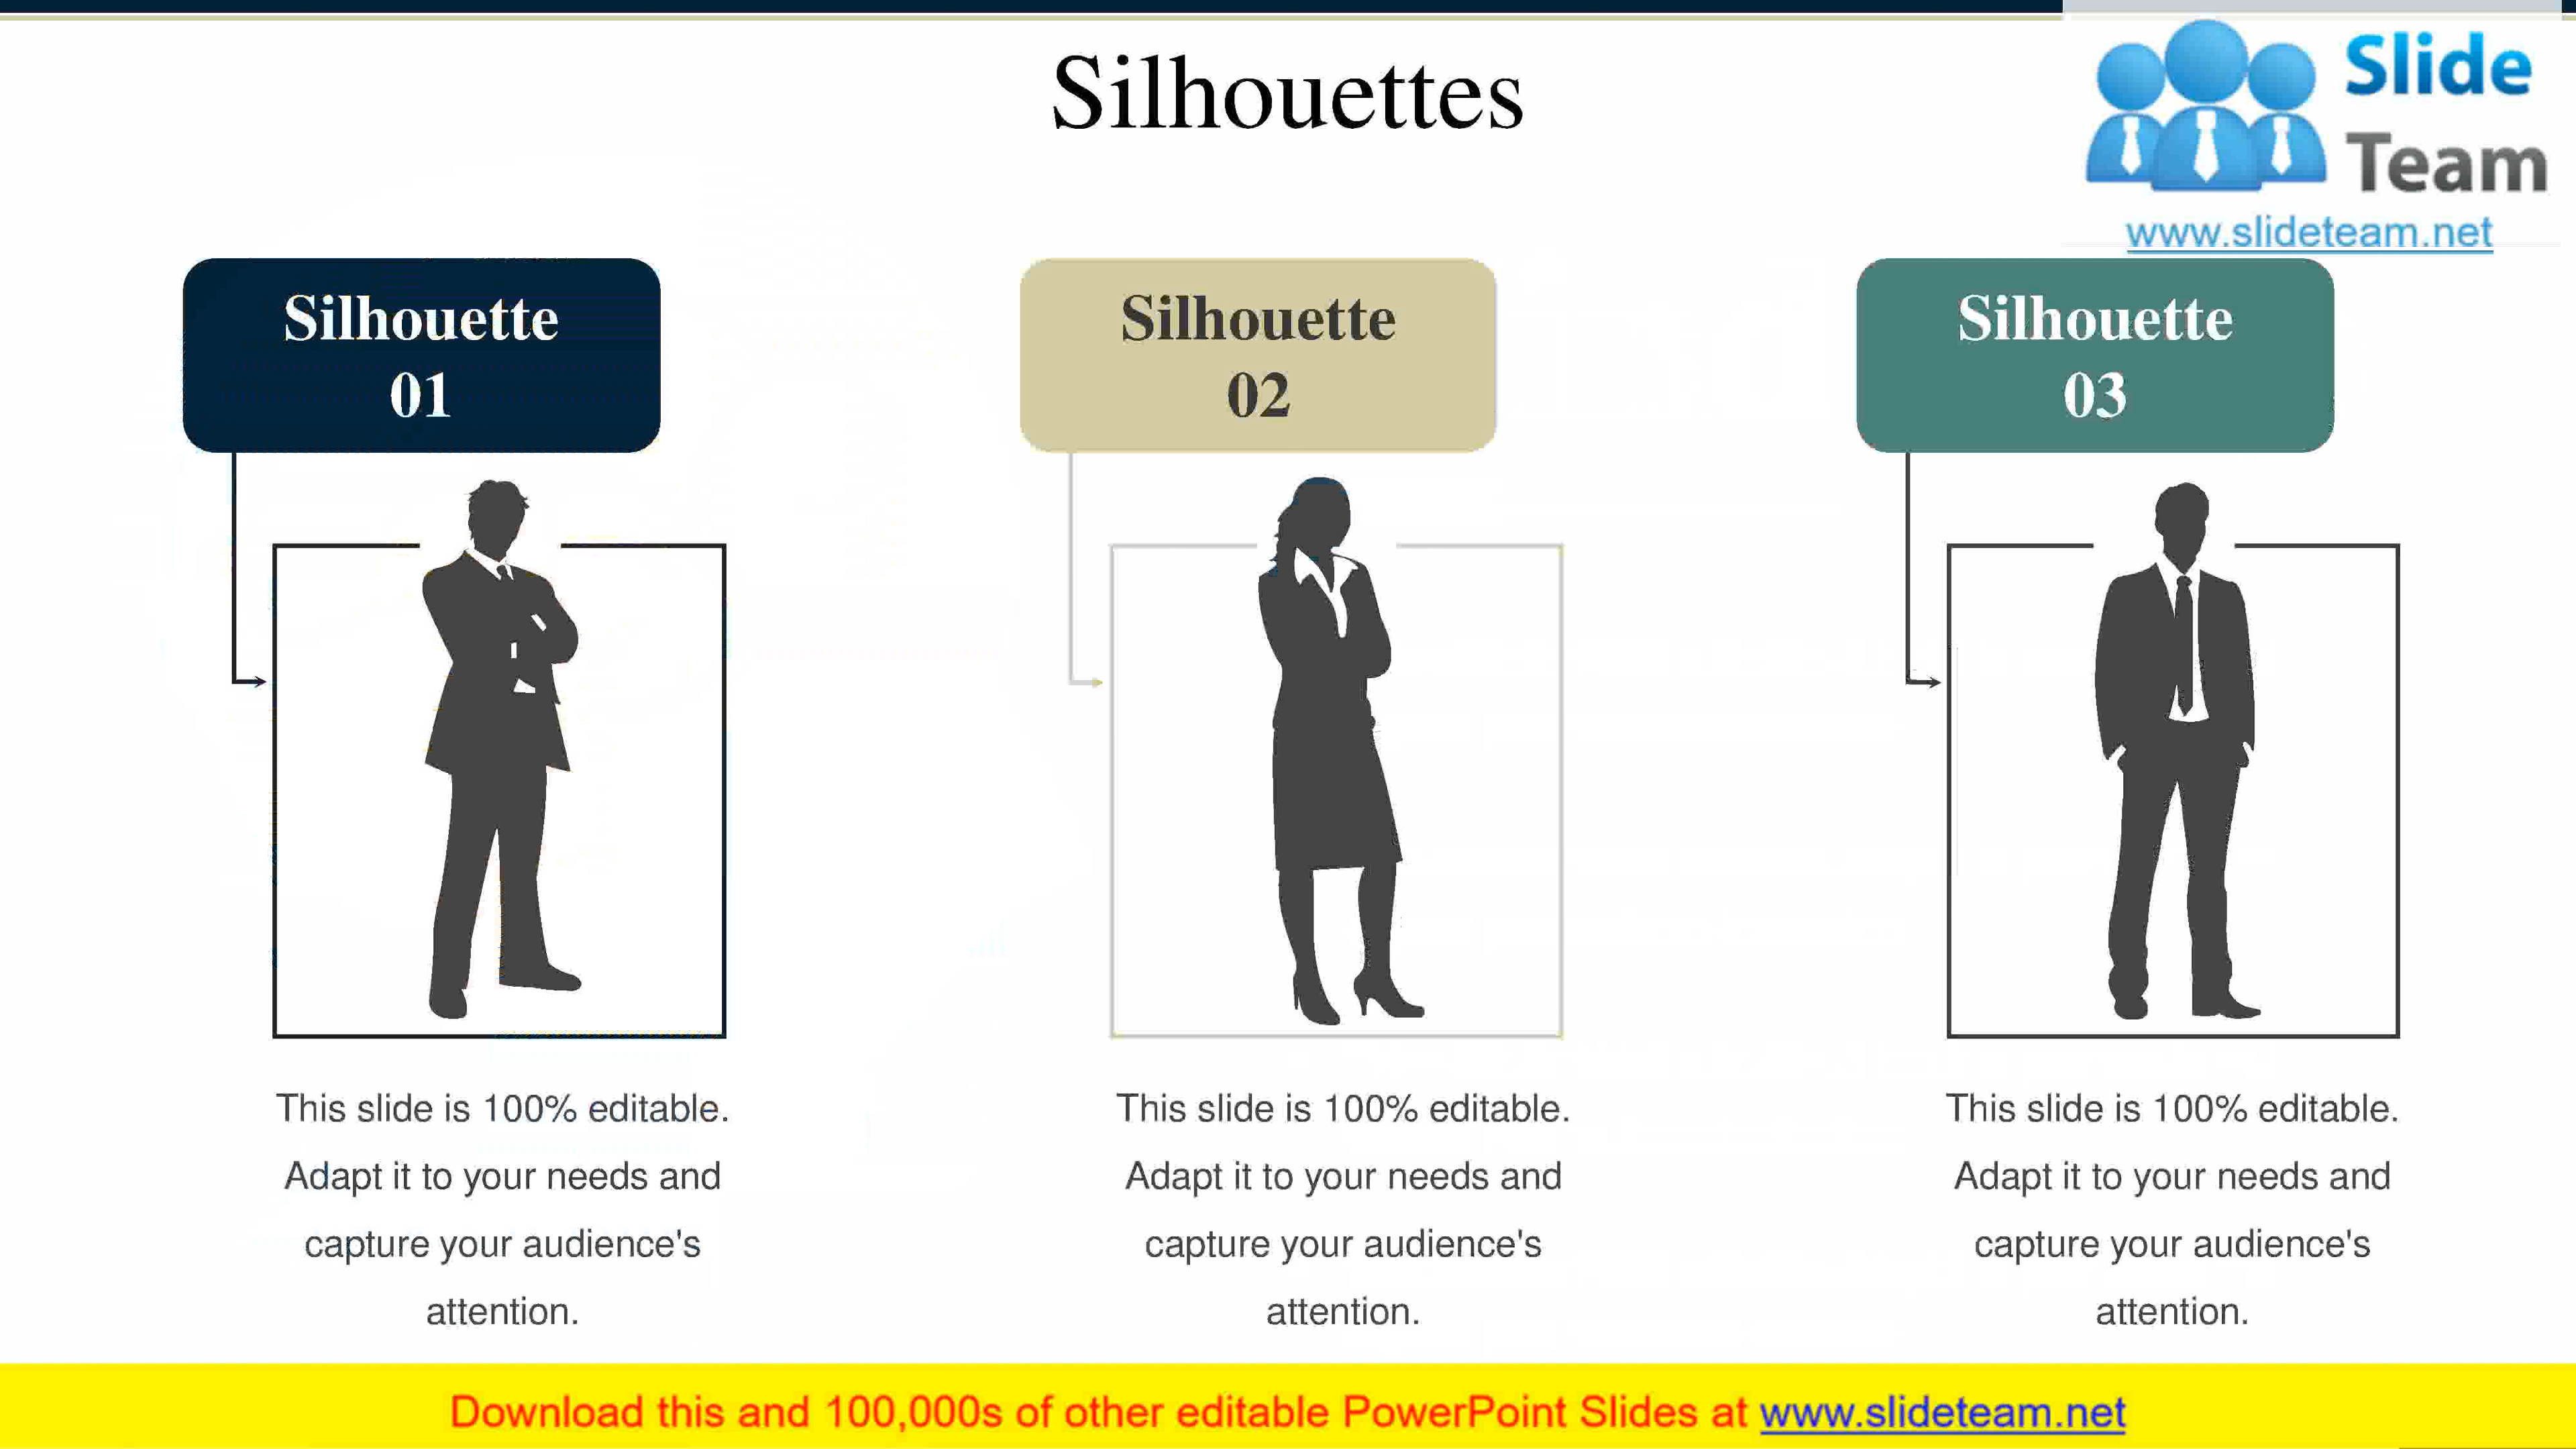 Silhouettes
Slide
Team
www.slideteam.net
Silhouette
01
Silhouette
02
Silhouette
03
This slide is 100% editable.
Adapt it to your needs and
capture your audience's
attention.
This slide is 100% editable.
Adapt it to your needs and
capture your audience's
attention.
This slide is 100% editable.
Adapt it to your needs and
capture your audience's
attention.
Download this and 100,000s of other editable PowerPoint Slides at www.slideteam.net